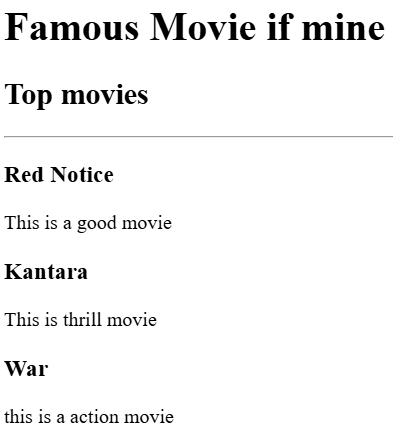 Famous Movie if mine
Top movies
Red Notice
This is a good movie
Kantara
This is thrill movie
War
this is a action movie